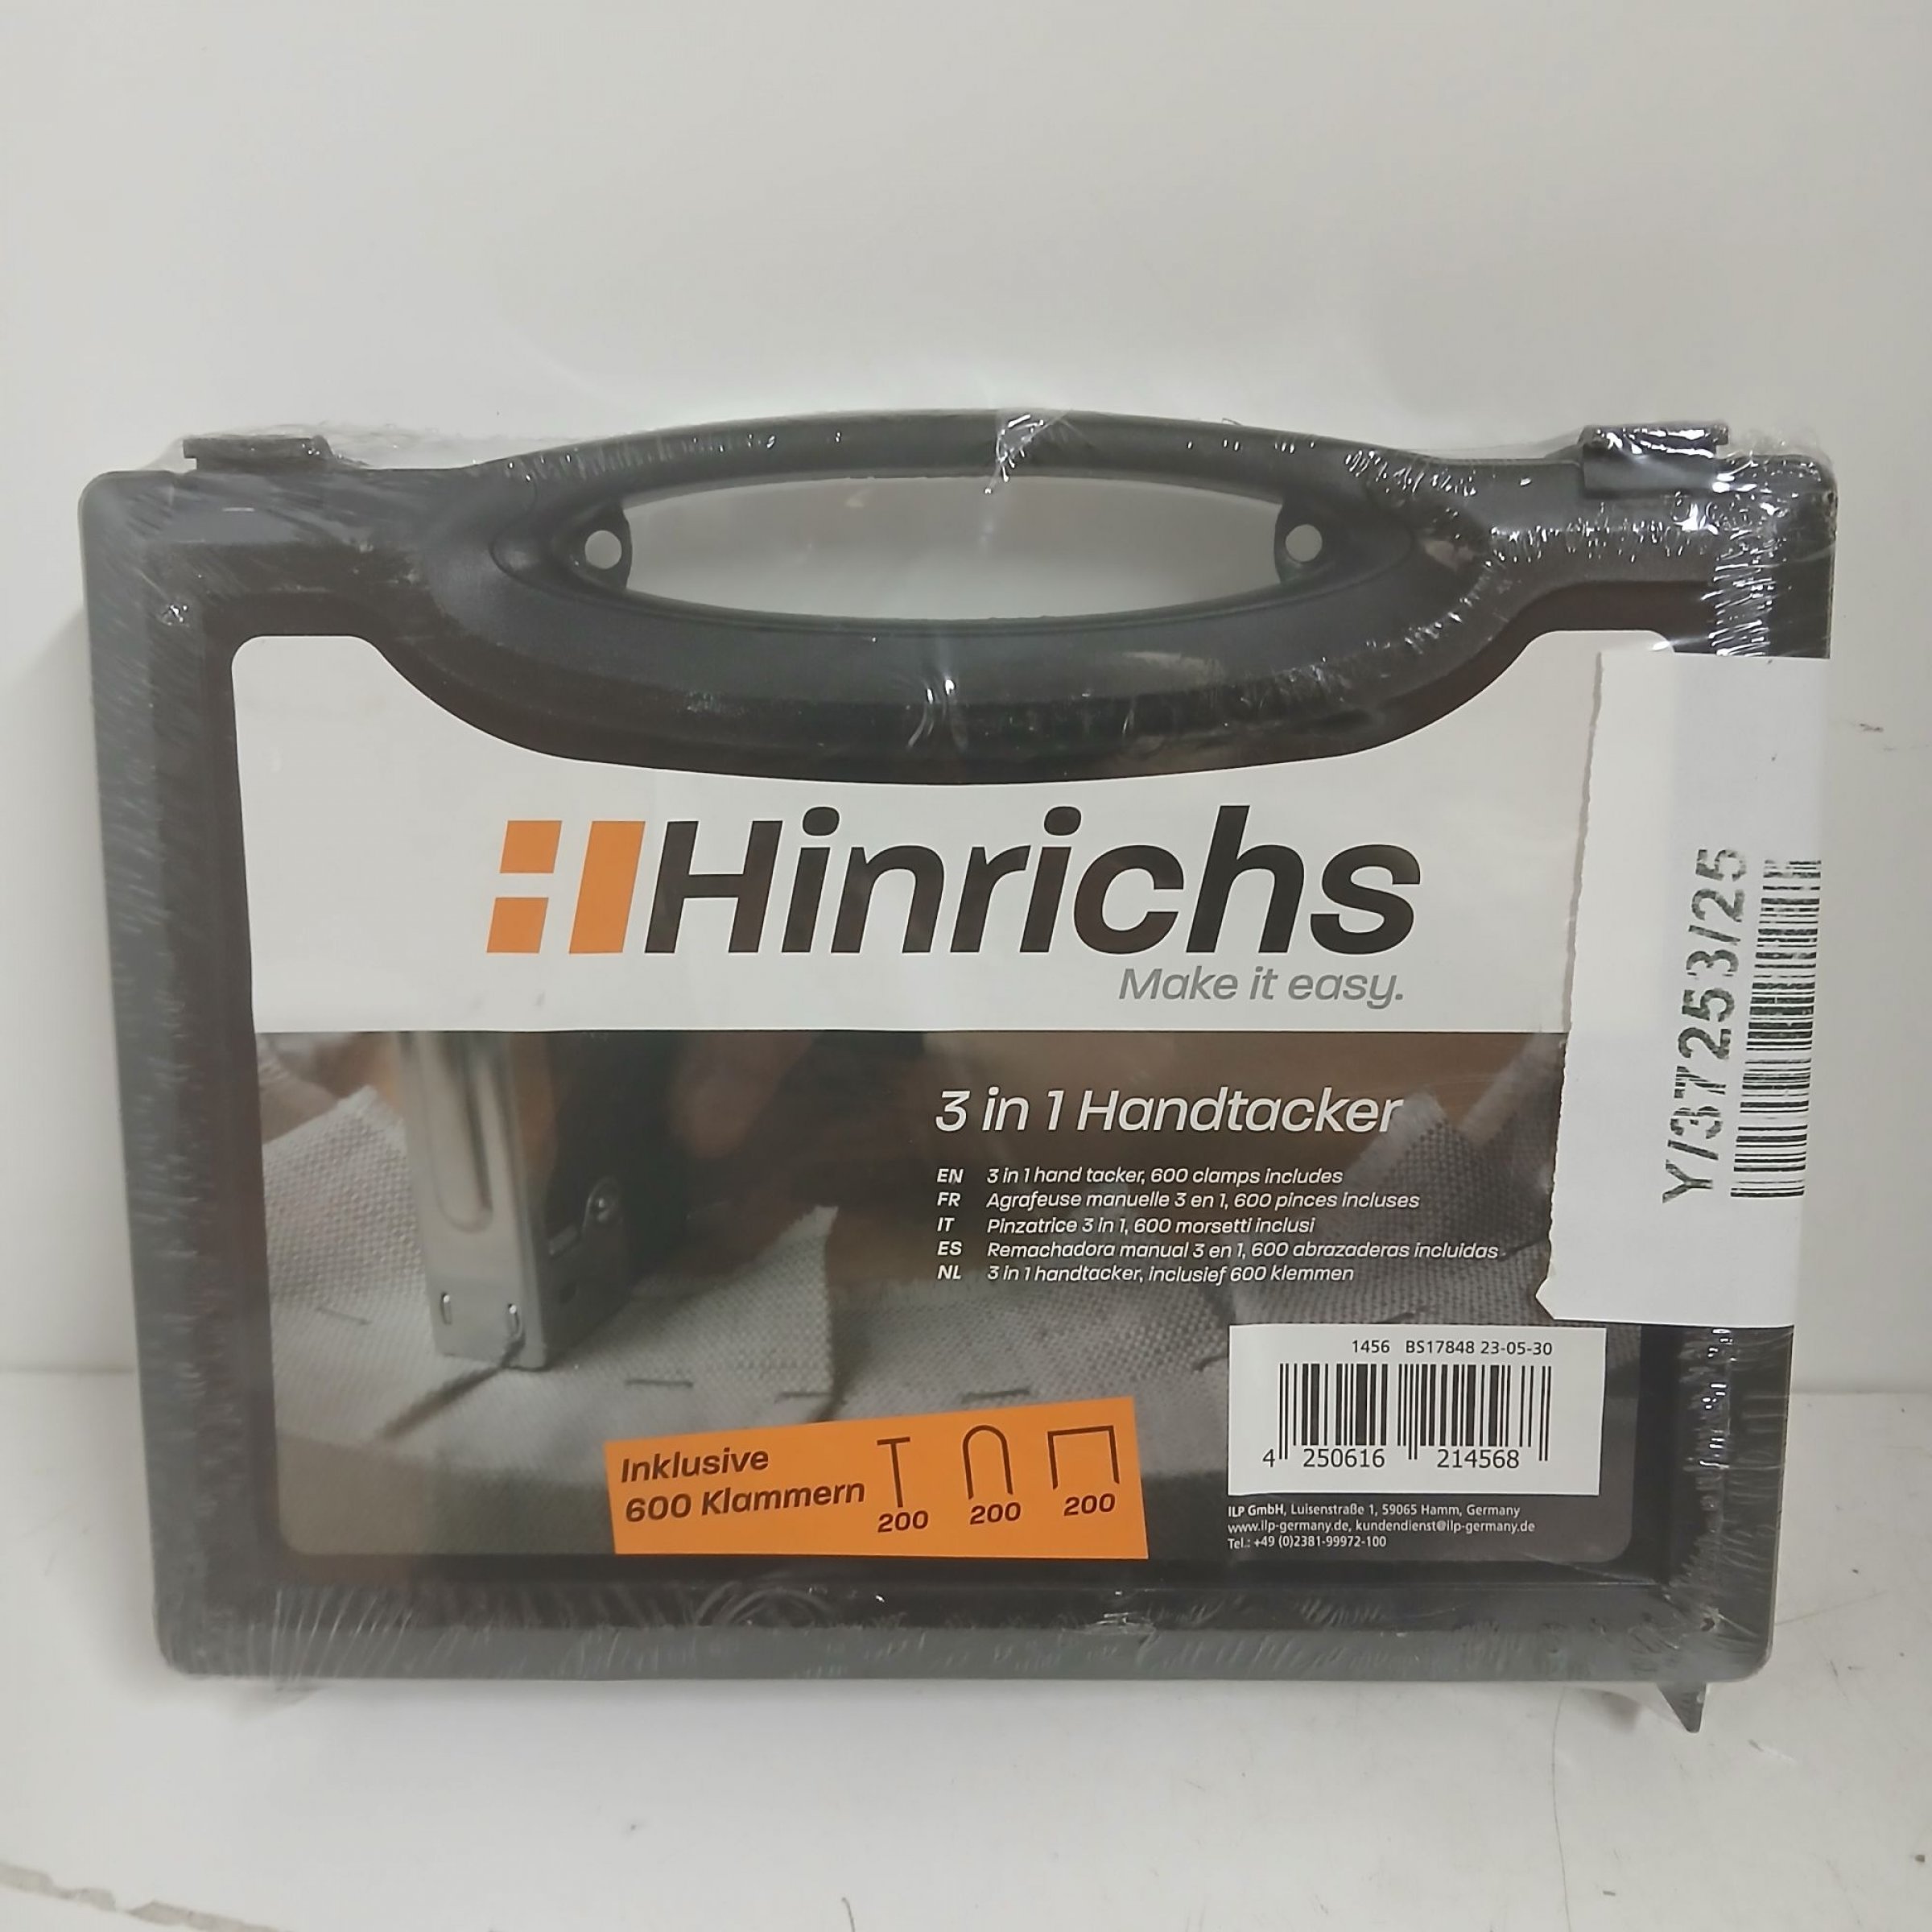 Hinrichs
Make it easy.
3 in 1 Handtacker
EN 3 in 1 hand tacker, 600 clamps includes
FR Agrafeuse manuelle 3 en 1, 600 pinces incluses
IT Pinzatrice 3 in 1, 600 morsetti inclusi
ES Remachadora manual 3 en 1, 600 abrazaderas incluidas
NL 3 in 1 handtacker, inclusief 600 klemmen
Y/37253/25
1456 BS17848 23-05-30
4 250616 214568
Inklusive
600 Klammern
200 200 200
ILP GmbH, Luisenstraße 1, 59065 Hamm, Germany
www.ilp-germany.de, kundendienst@ilp-germany.de
Tel.: +49 (0)2381-99972-100